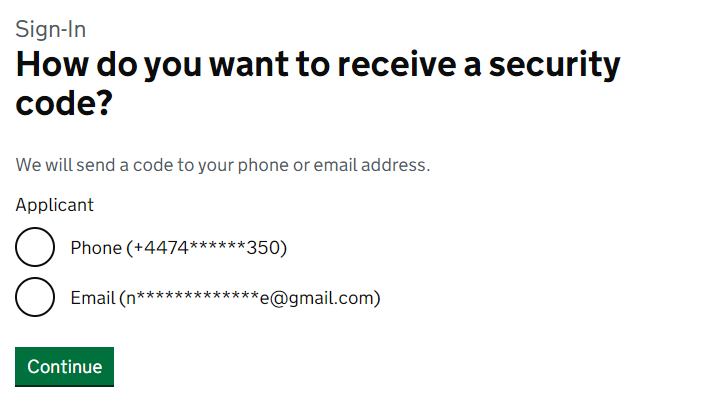 Sign-In
How do you want to receive a security
code?
We will send a code to your phone or email address.
Applicant
Phone (+4474******350)
Email (n*************e@gmail.com)
Continue